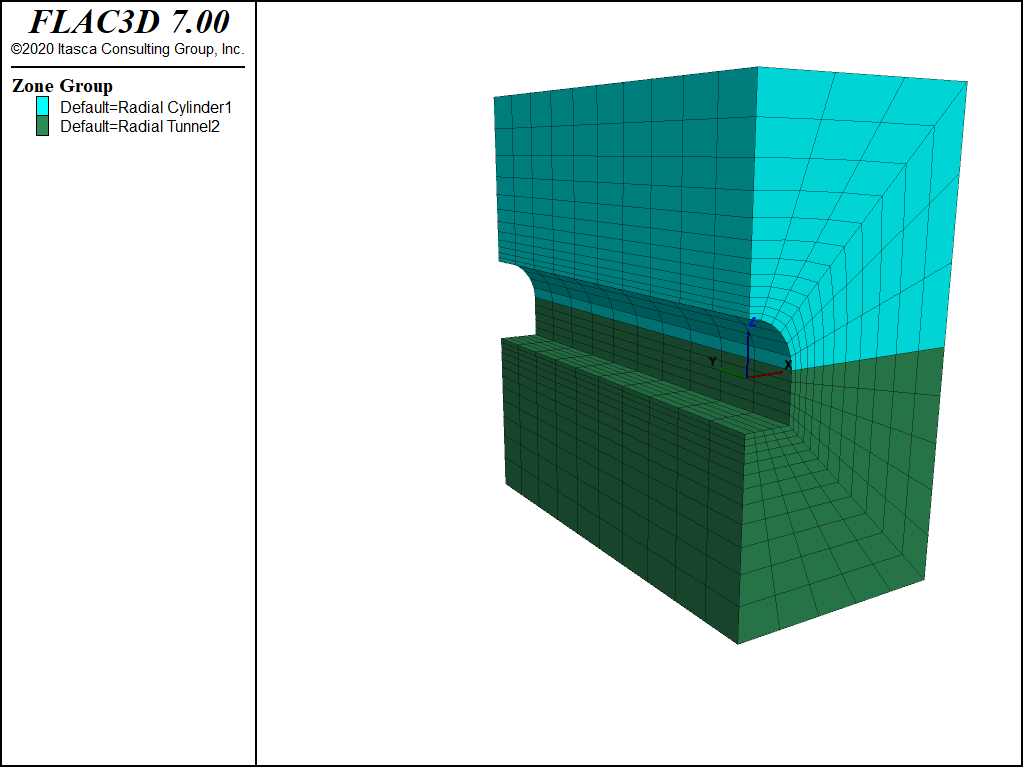 FLAC3D 7.00
©2020 Itasca Consulting Group, Inc.
Zone Group
Default=Radial Cylinder1
Default=Radial Tunnel2
Z
Y
X